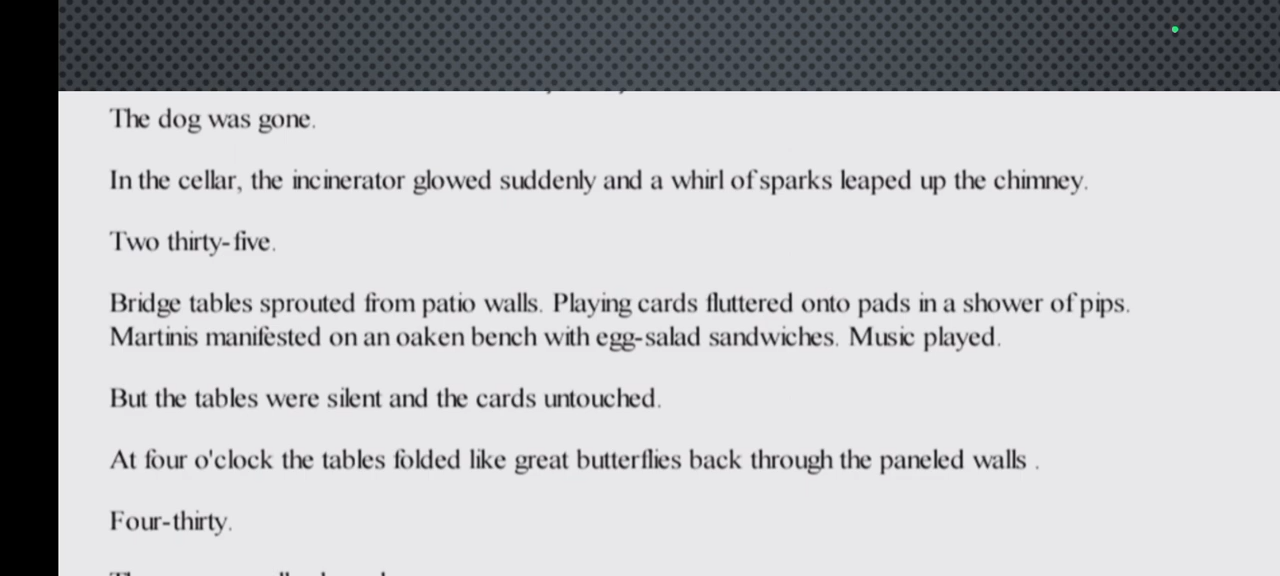 The dog was gone.
In the cellar, the incinerator glowed suddenly and a whirl of sparks leaped up the chimney.
Two thirty-five.
Bridge tables sprouted from patio walls. Playing cards fluttered onto pads in a shower of pips.
Martinis manifested on an oaken bench with egg-salad sandwiches. Music played.
But the tables were silent and the cards untouched.
At four o'clock the tables folded like great butterflies back through the paneled walls .
Four-thirty.